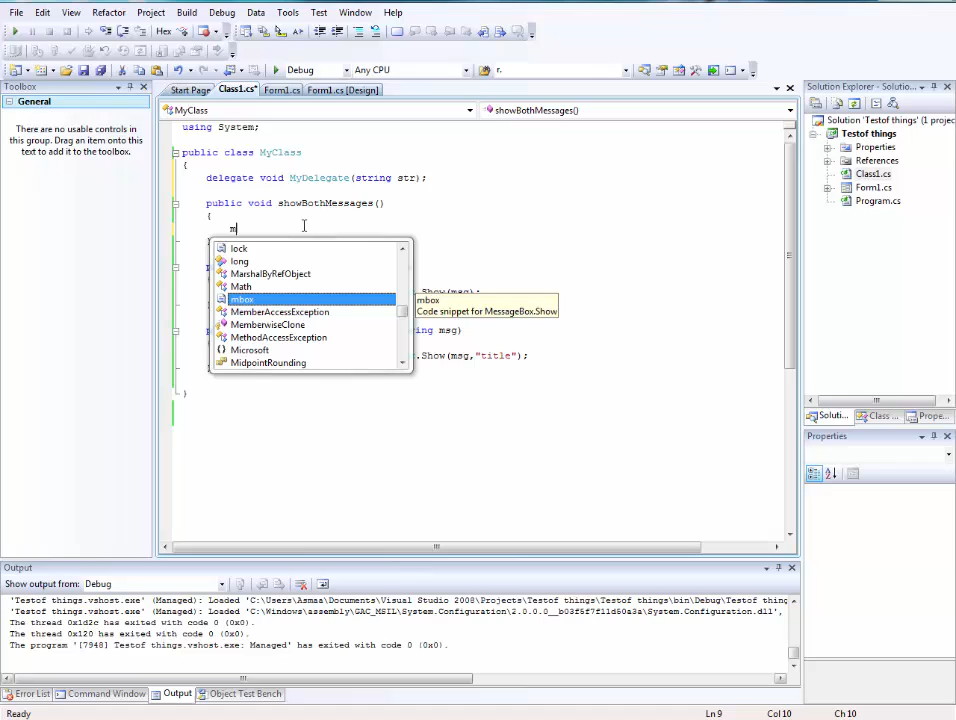 File Edit View Refactor Project Build Debug Data Tools Test Window Help
Hex
Debug Any CPU r.
Toolbox
General
There are no usable controls in
this group. Drag an item onto this
text to add it to the toolbox.
Start Page Class1.cs* Form1.cs Form1.cs [Design]
MyClass showBothMessages()
using System;
public class MyClass
{
delegate void MyDelegate(string str);
public void showBothMessages()
{
m
lock
long
MarshalByRefObject
Math
mbox
MemberAccessException
MemberwiseClone
MethodAccessException
Microsoft
MidpointRounding
mbox
Code snippet for MessageBox.Show
.Show(msg);
ing msg)
.Show(msg,"title");
}
Solution Explorer - Solutio...
Solution 'Testof things' (1 projec
Testof things
Properties
References
Class1.cs
Form1.cs
Program.cs
Soluti... Class ... Prope...
Properties
Output
Show output from: Debug
'Testof things.vshost.exe' (Managed): Loaded 'C:\Users\Asmaa\Documents\Visual Studio 2008\Projects\Testof things\Testof things\bin\Debug\Testof thing
'Testof things.vshost.exe' (Managed): Loaded 'C:\Windows\assembly\GAC_MSIL\System.Configuration\2.0.0.0__b03f5f7f11d50a3a\System.Configuration.dll',
The thread 0x1d2c has exited with code 0 (0x0).
The thread 0x120 has exited with code 0 (0x0).
The program '[7948] Testof things.vshost.exe: Managed' has exited with code 0 (0x0).
Error List Command Window Output Object Test Bench
Ready Ln 9 Col 10 Ch 10